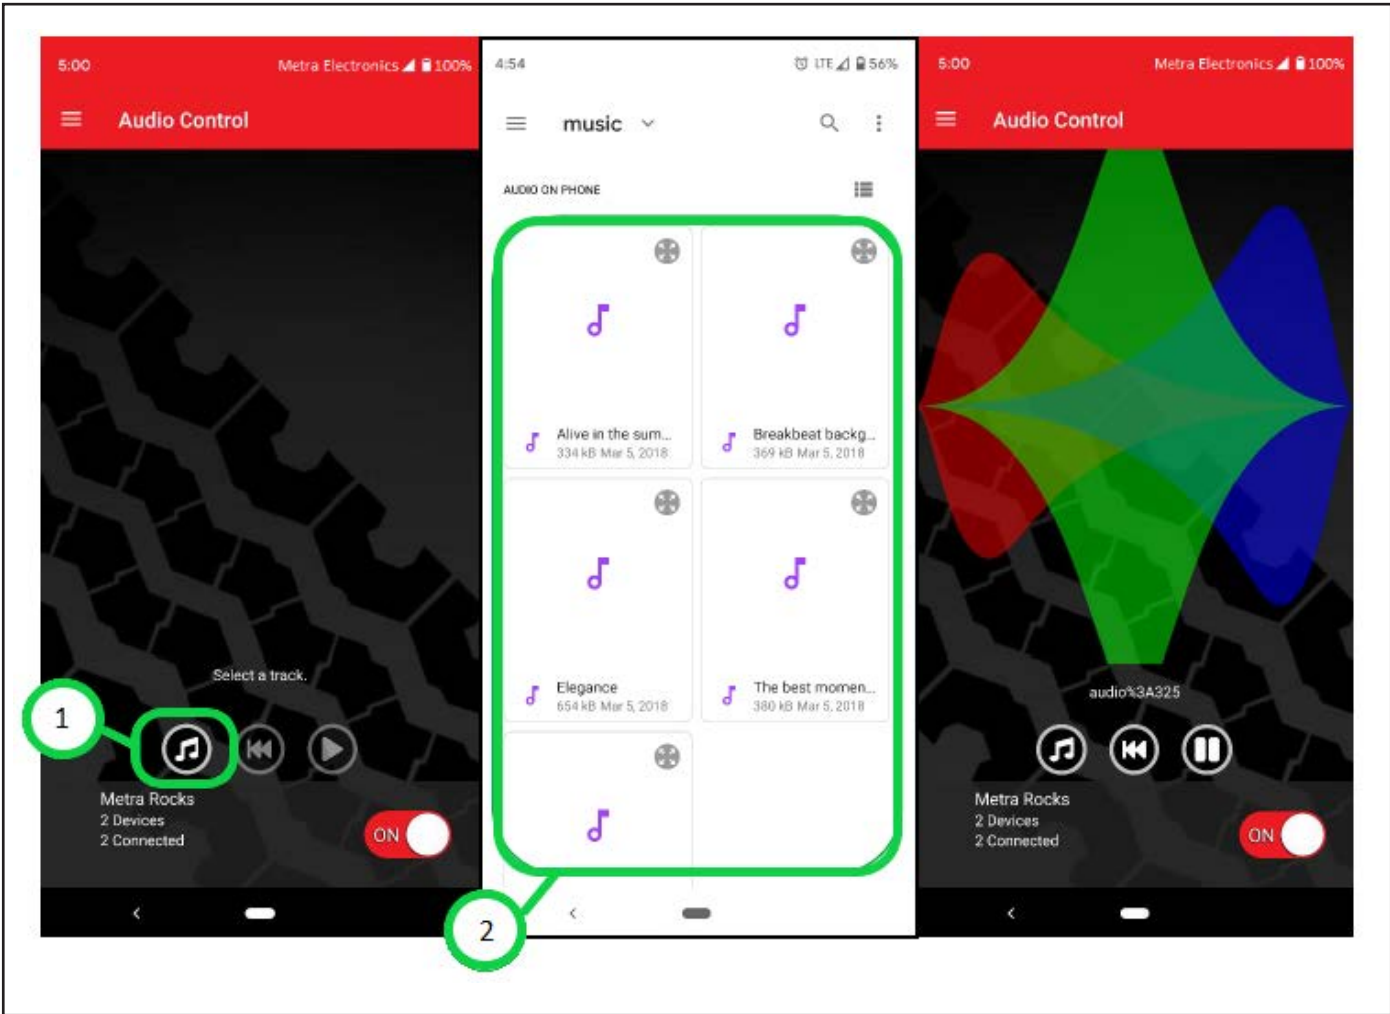 5:00 Metra Electronics 100%
Audio Control
Select a track.
1
Metra Rocks
2 Devices
2 Connected
ON
4:54 LTE 56%
music
AUDIO ON PHONE
Alive in the sum...
334 kB Mar 5, 2018
Breakbeat backg...
369 kB Mar 5, 2018
Elegance
654 kB Mar 5, 2018
The best momen...
380 kB Mar 5, 2018
2
5:00 Metra Electronics 100%
Audio Control
audio%3A325
Metra Rocks
2 Devices
2 Connected
ON